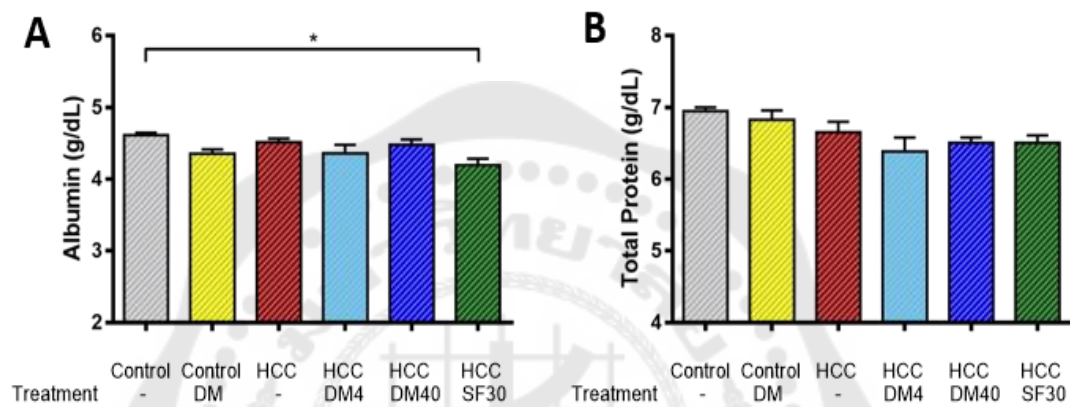 A
B
*
Albumin (g/dL)
6
5
4
3
2
Control Control HCC HCC HCC HCC
Treatment - DM - DM4 DM40 SF30
Total Protein (g/dL)
8
7
6
5
4
Control Control HCC HCC HCC HCC
Treatment - DM - DM4 DM40 SF30